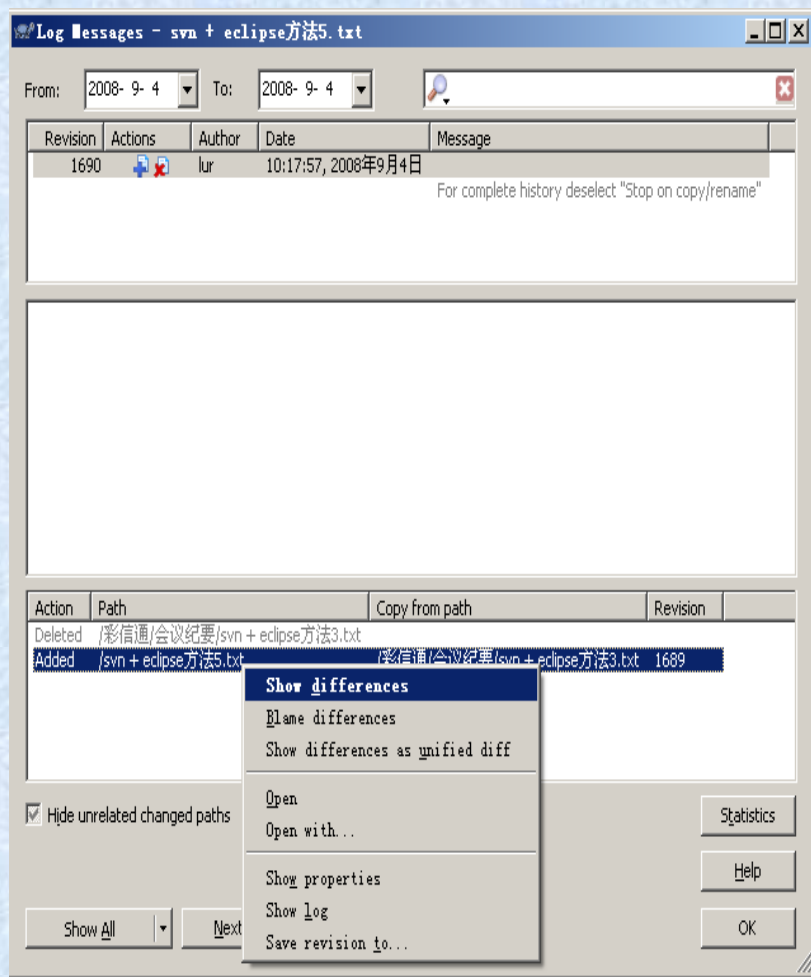 Log Messages - svn + eclipse方法5.txt
From: 2008- 9- 4 To: 2008- 9- 4
Revision Actions Author Date Message
1690 lur 10:17:57, 2008年9月4日
For complete history deselect "Stop on copy/rename"
Action Path Copy from path Revision
Deleted /彩信通/会议纪要/svn + eclipse方法3.txt
Added /svn + eclipse方法5.txt /彩信通/会议纪要/svn + eclipse方法3.txt 1689
Show differences
Blame differences
Show differences as unified diff
Open
Open with...
Show properties
Show log
Save revision to...
Hide unrelated changed paths
Statistics
Help
Show All Next OK